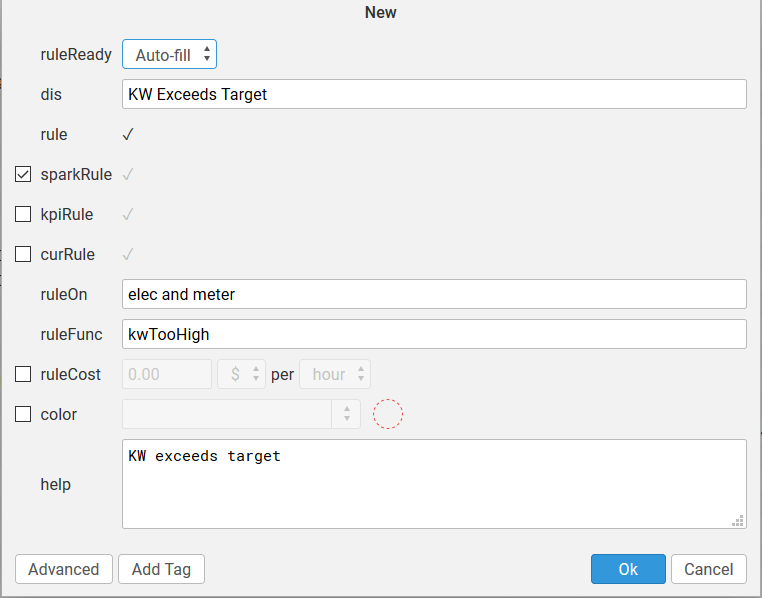 New
ruleReady Auto-fill
dis KW Exceeds Target
rule ✓
sparkRule ✓
kpiRule ✓
curRule ✓
ruleOn elec and meter
ruleFunc kwTooHigh
ruleCost 0.00 $ per hour
color
help KW exceeds target
Advanced Add Tag Ok Cancel